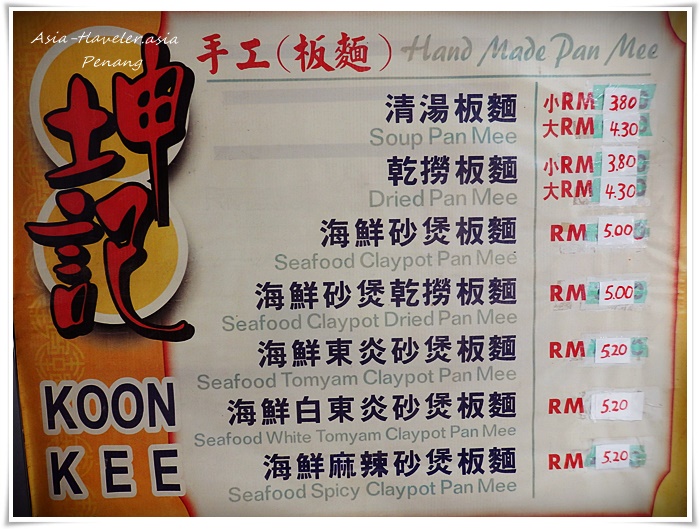 Asia-Traveler.asia
Penang
坤記
KOON
KEE
手工(板麵) Hand Made Pan Mee
清湯板麵 小RM 380
Soup Pan Mee 大RM 4.30
乾撈板麵 小RM 3.80
Dried Pan Mee 大RM 4.30
海鮮砂煲板麵 RM 5.00
Seafood Claypot Pan Mee
海鮮砂煲乾撈板麵 RM 5.00
Seafood Claypot Dried Pan Mee
海鮮東炎砂煲板麵 RM 5.20
Seafood Tomyam Claypot Pan Mee
海鮮白東炎砂煲板麵 RM 5.20
Seafood White Tomyam Claypot Pan Mee
海鮮麻辣砂煲板麵 RM 5.20
Seafood Spicy Claypot Pan Mee